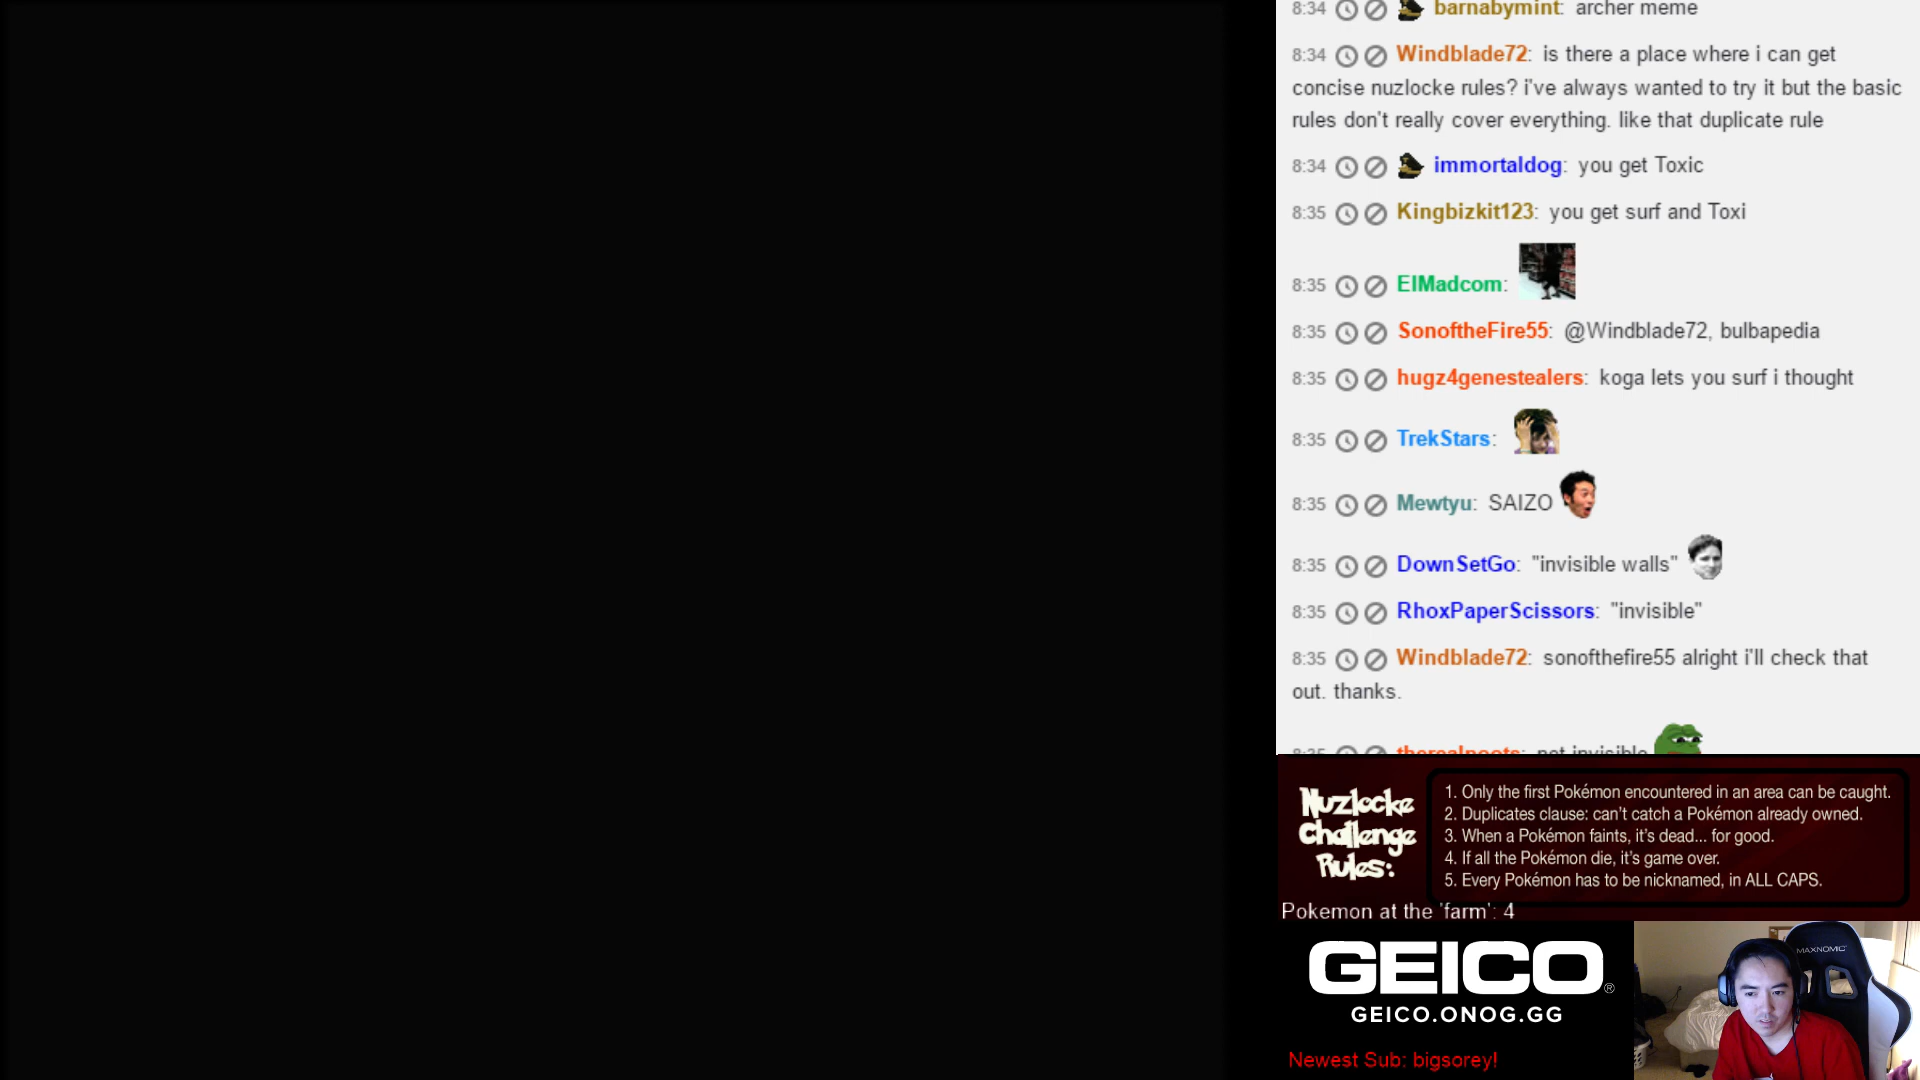 8:34 barnabymint: archer meme
8:34 Windblade72: is there a place where i can get
concise nuzlocke rules? i've always wanted to try it but the basic
rules don't really cover everything. like that duplicate rule
8:34 immortaldog: you get Toxic
8:35 Kingbizkit123: you get surf and Toxi
8:35 ElMadcom:
8:35 SonoftheFire55: @Windblade72, bulbapedia
8:35 hugz4genestealers: koga lets you surf i thought
8:35 TrekStars:
8:35 Mewtyu: SAIZO
8:35 DownSetGo: "invisible walls"
8:35 RhoxPaperScissors: "invisible"
8:35 Windblade72: sonofthefire55 alright i'll check that
out. thanks.
8:35 therealpoots: not invisible
Nuzlocke
Challenge
Rules:
1. Only the first Pokémon encountered in an area can be caught.
2. Duplicates clause: can't catch a Pokémon already owned.
3. When a Pokémon faints, it's dead... for good.
4. If all the Pokémon die, it's game over.
5. Every Pokémon has to be nicknamed, in ALL CAPS.
Pokemon at the 'farm': 4
GEICO®
GEICO.ONOG.GG
MAXNOMIC
Newest Sub: bigsorey!